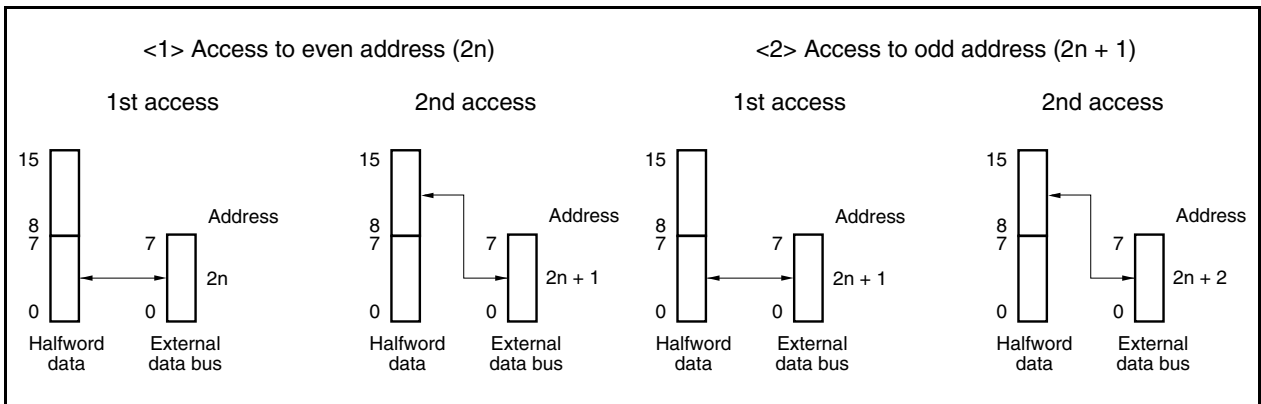 <1> Access to even address (2n)
1st access
15
8
7
0
Halfword
data
Address
7
2n
0
External
data bus
2nd access
15
8
7
0
Halfword
data
Address
7
2n + 1
0
External
data bus
<2> Access to odd address (2n + 1)
1st access
15
8
7
0
Halfword
data
Address
7
2n + 1
0
External
data bus
2nd access
15
8
7
0
Halfword
data
Address
7
2n + 2
0
External
data bus